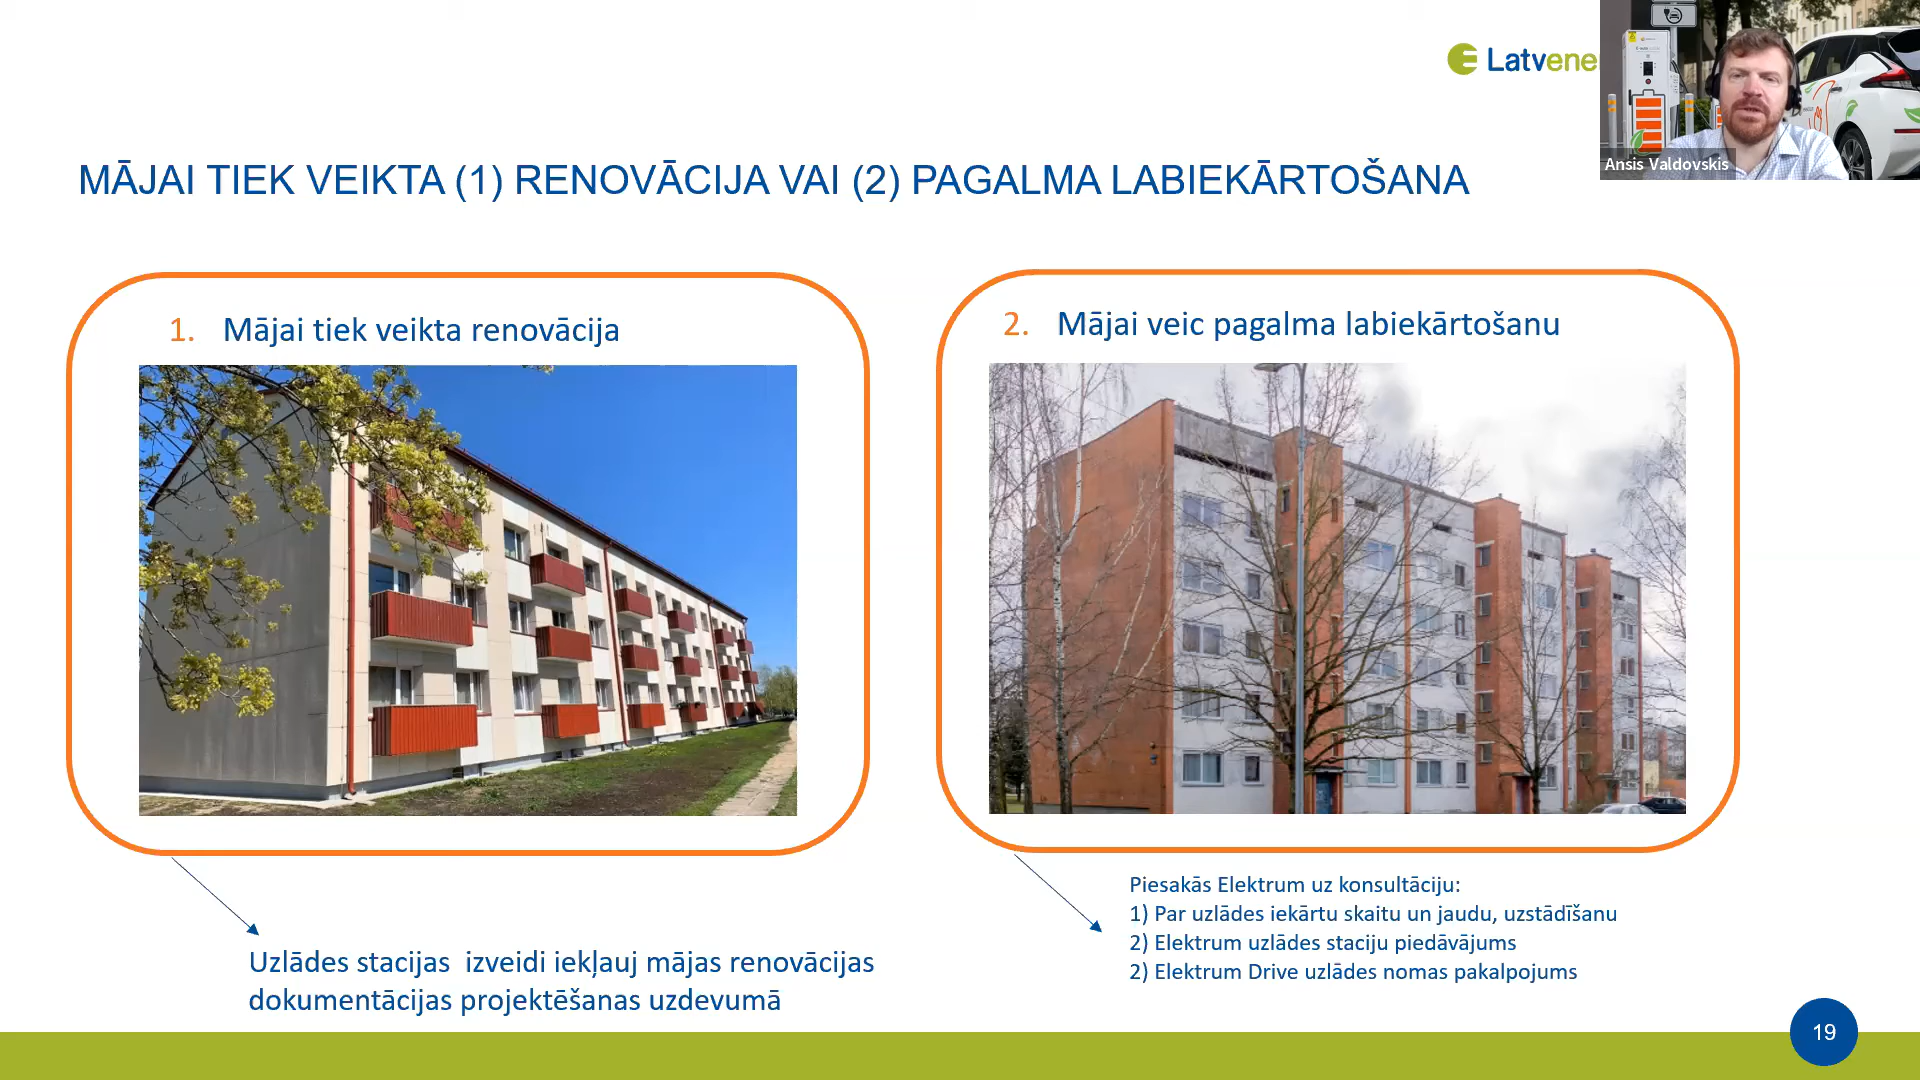 Latvene
Ansis Valdovskis
MĀJAI TIEK VEIKTA (1) RENOVĀCIJA VAI (2) PAGALMA LABIEKĀRTOŠANA
1. Mājai tiek veikta renovācija
2. Mājai veic pagalma labiekārtošanu
Uzlādes stacijas izveidi iekļauj mājas renovācijas
dokumentācijas projektēšanas uzdevumā
Piesakās Elektrum uz konsultāciju:
1) Par uzlādes iekārtu skaitu un jaudu, uzstādīšanu
2) Elektrum uzlādes staciju piedāvājums
2) Elektrum Drive uzlādes nomas pakalpojums
19